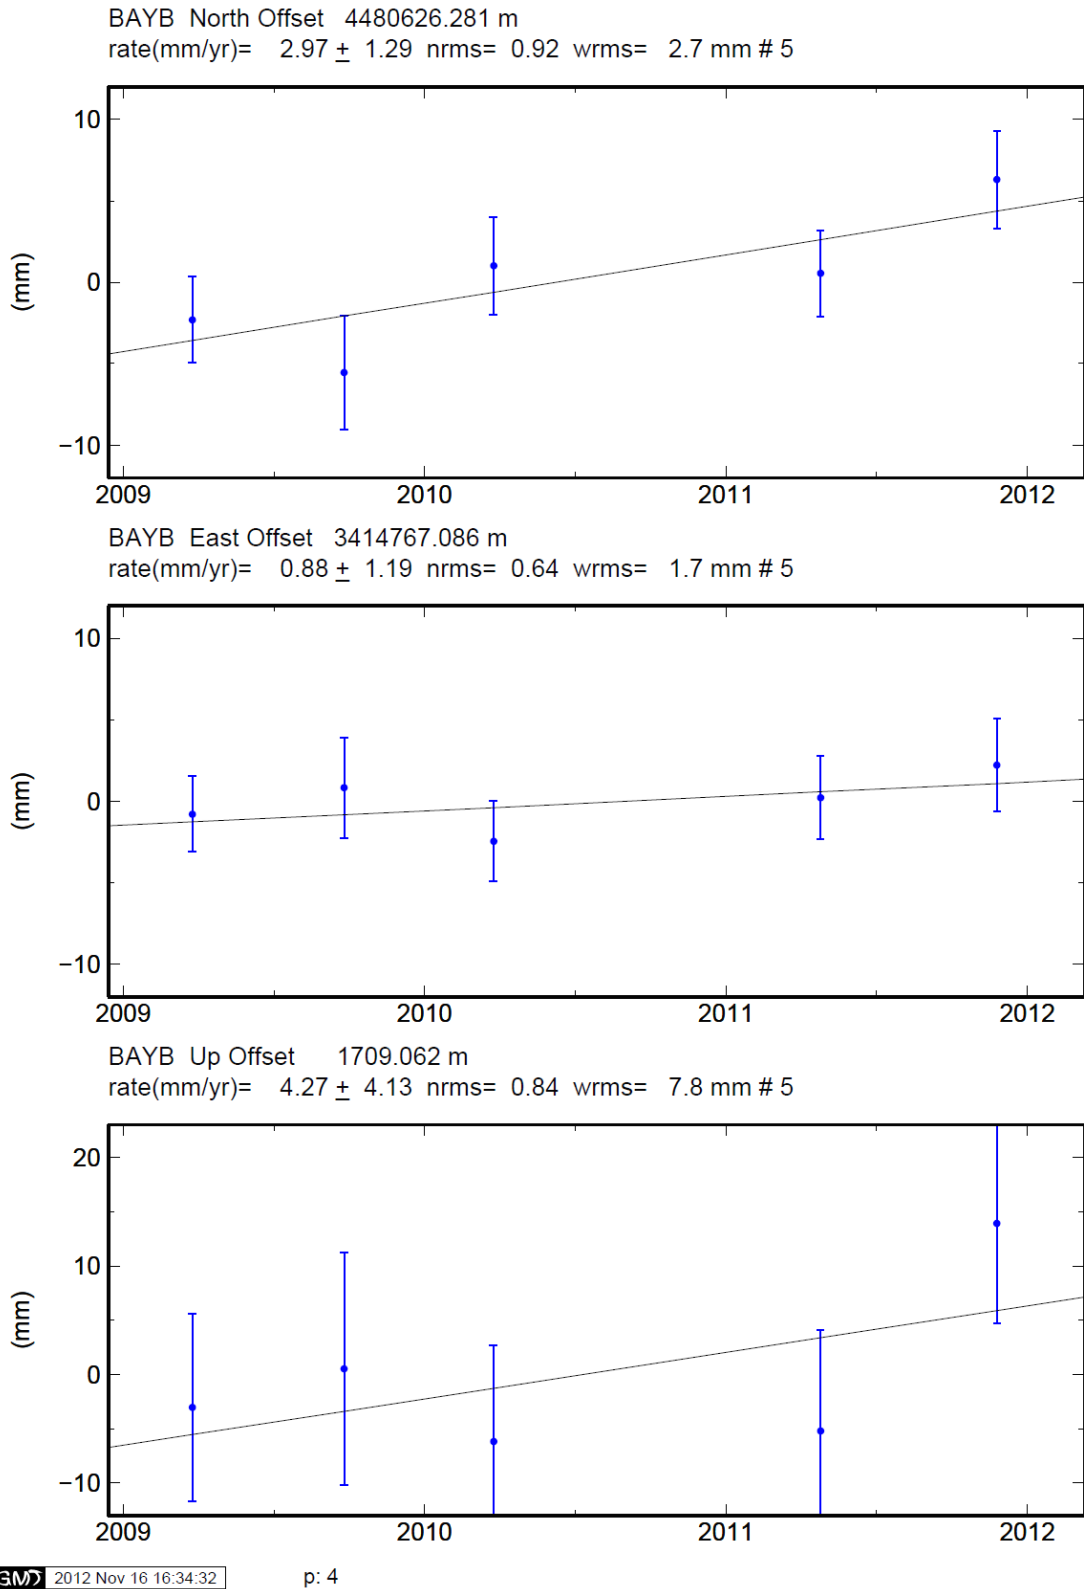 BAYB North Offset 4480626.281 m
rate(mm/yr)= 2.97 ± 1.29 nrms= 0.92 wrms= 2.7 mm # 5
10
0
−10
(mm)
2009 2010 2011 2012
BAYB East Offset 3414767.086 m
rate(mm/yr)= 0.88 ± 1.19 nrms= 0.64 wrms= 1.7 mm # 5
10
0
−10
(mm)
2009 2010 2011 2012
BAYB Up Offset 1709.062 m
rate(mm/yr)= 4.27 ± 4.13 nrms= 0.84 wrms= 7.8 mm # 5
20
10
0
−10
(mm)
2009 2010 2011 2012
GMT 2012 Nov 16 16:34:32 p: 4